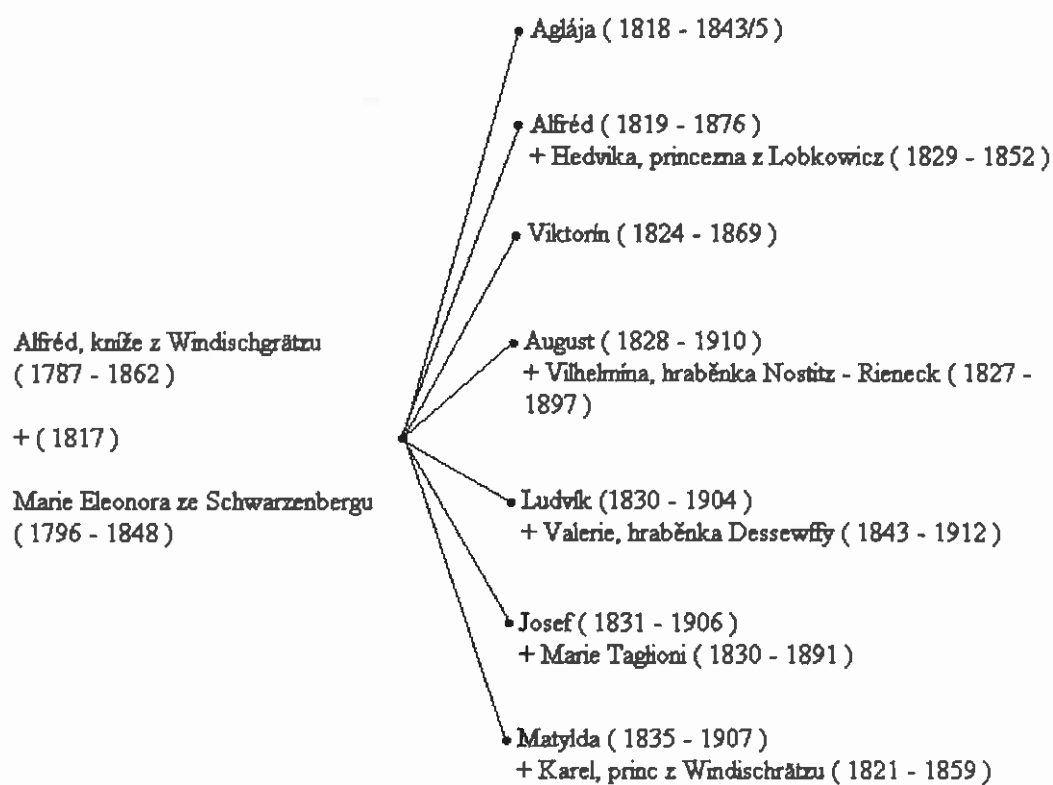 Aglája ( 1818 - 1843/5 )
Alfréd ( 1819 - 1876 )
+ Hedvika, princezna z Lobkowicz ( 1829 - 1852 )
Viktorín ( 1824 - 1869 )
Alfréd, kníže z Windischgrätzu
( 1787 - 1862 )
+ ( 1817 )
Marie Eleonora ze Schwarzenbergu
( 1796 - 1848 )
August ( 1828 - 1910 )
+ Vilhelmína, hraběnka Nostitz - Rieneck ( 1827 -
1897 )
Ludvík (1830 - 1904 )
+ Valerie, hraběnka Dessewffy ( 1843 - 1912 )
Josef ( 1831 - 1906 )
+ Marie Taglioni ( 1830 - 1891 )
Matylda ( 1835 - 1907 )
+ Karel, princ z Windischrätzu ( 1821 - 1859 )